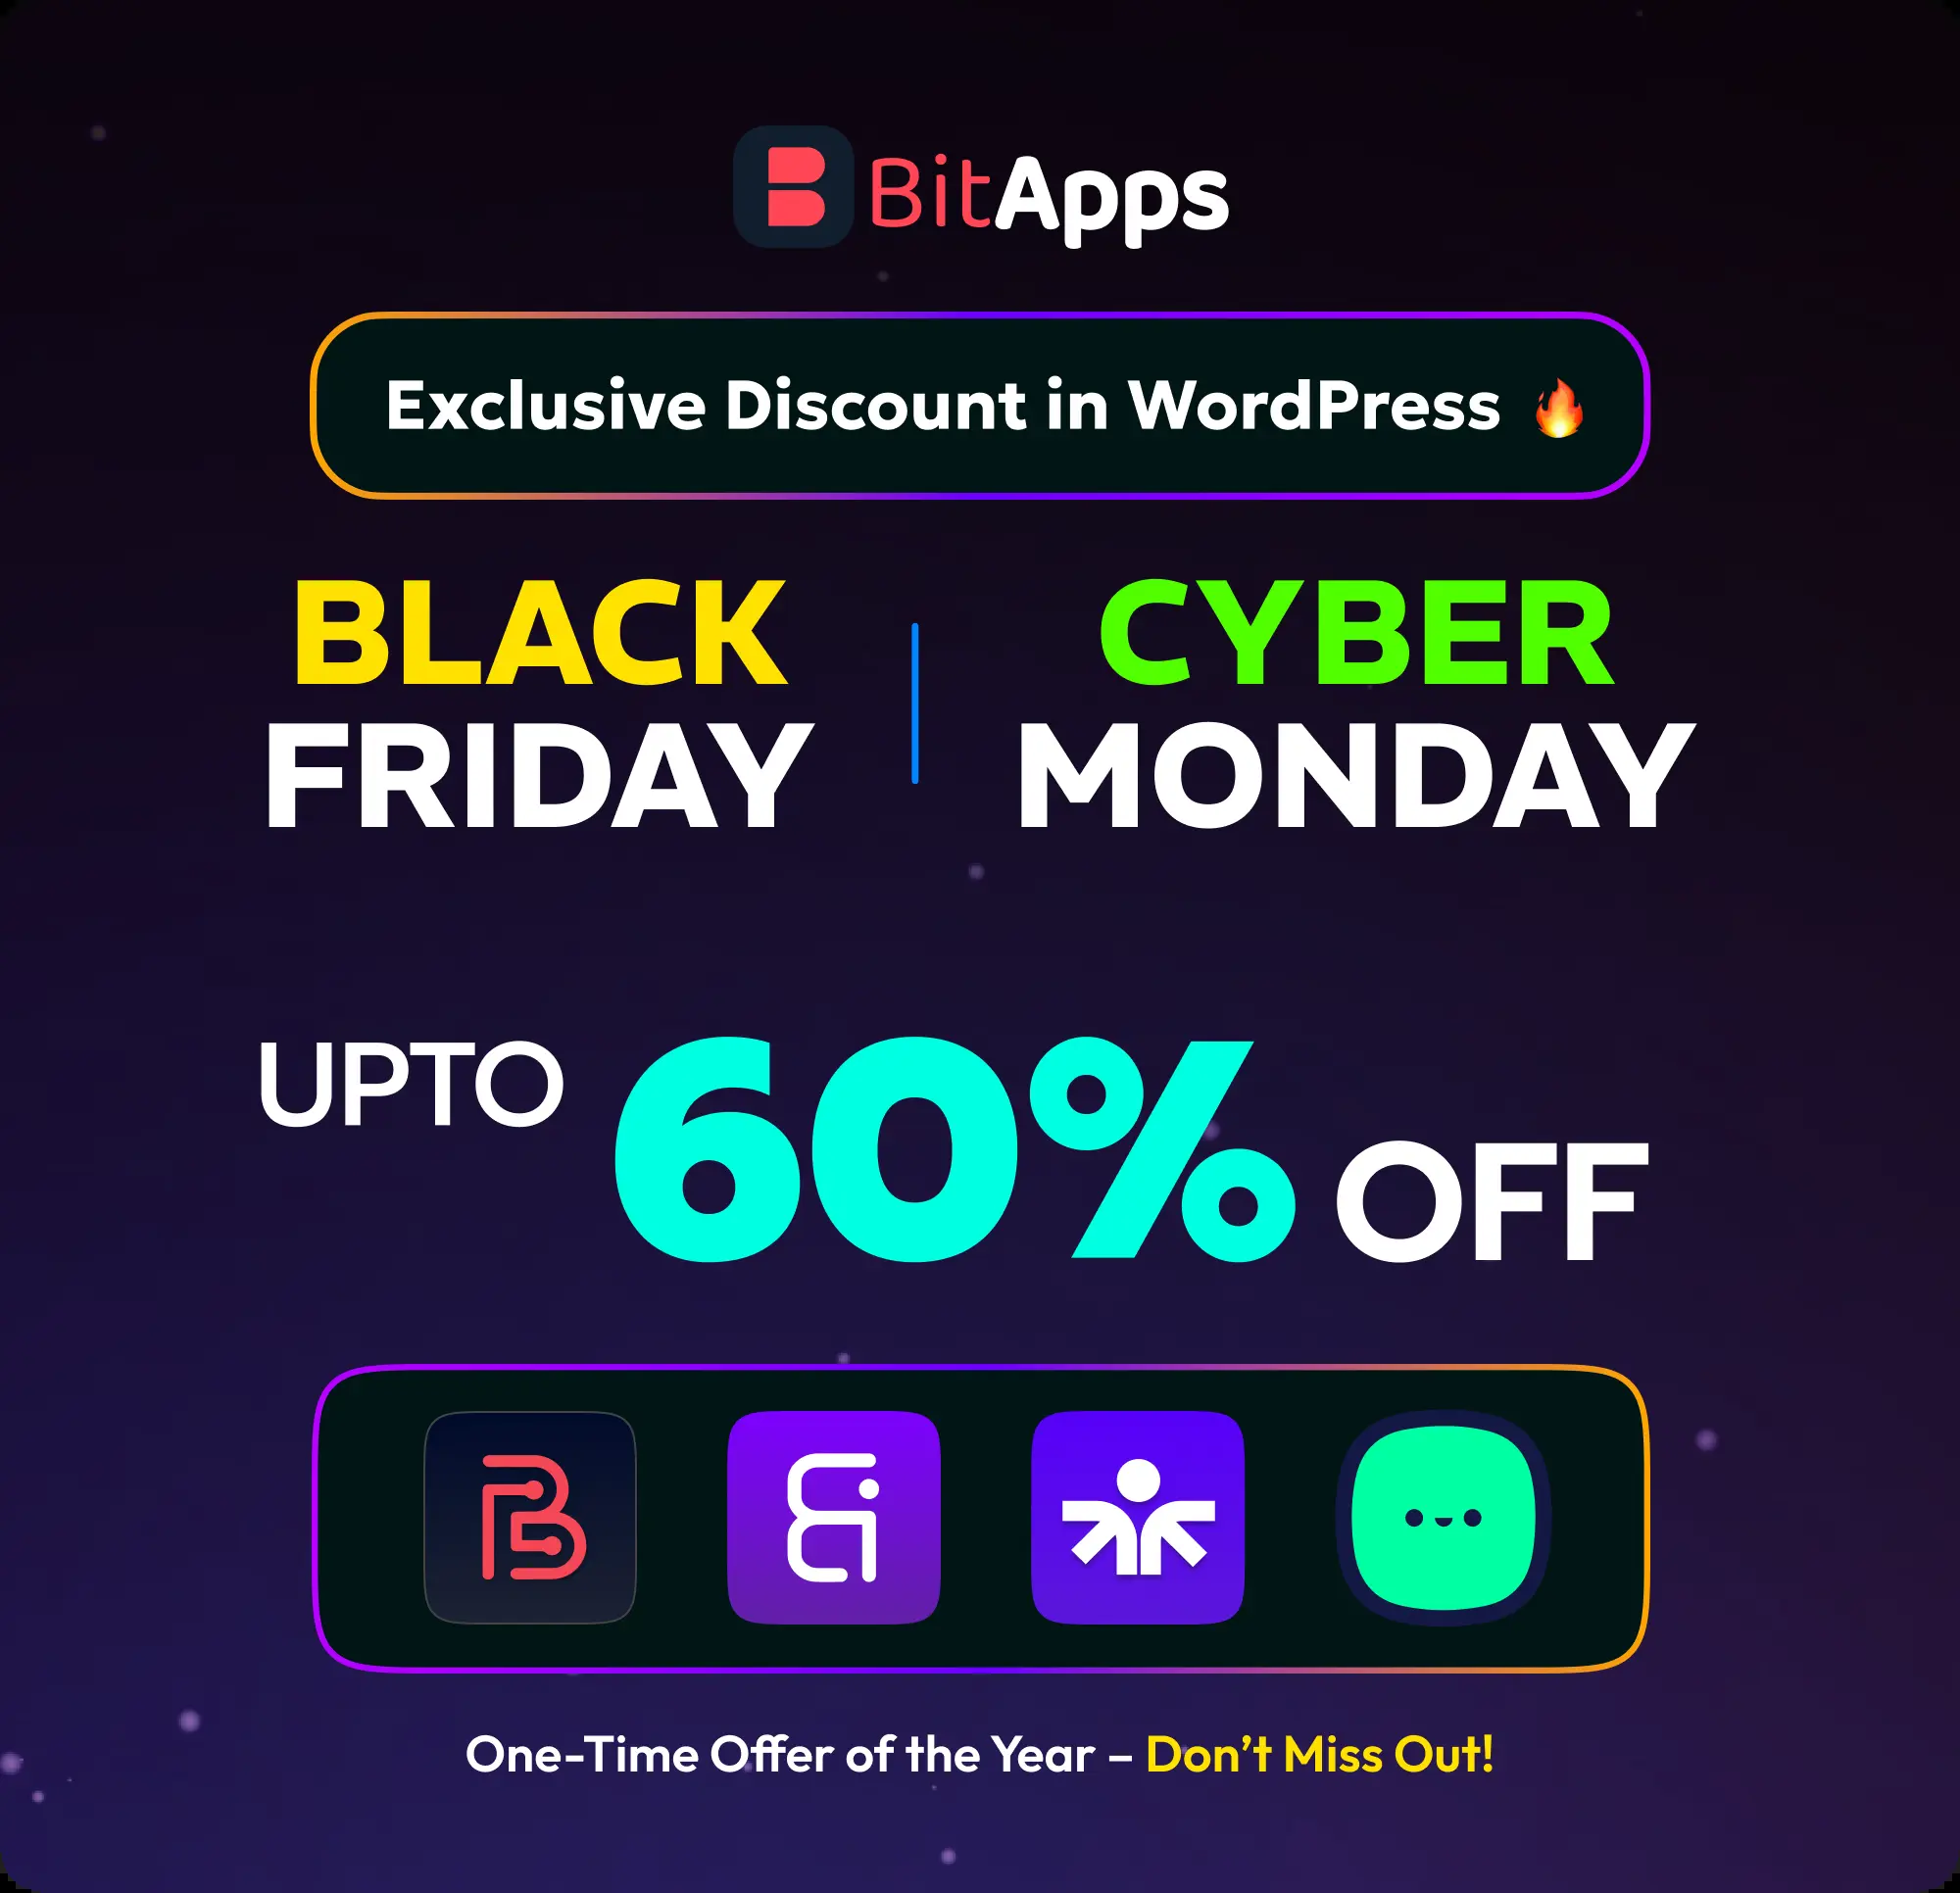 BitApps
Exclusive Discount in WordPress 🔥
BLACK
FRIDAY
CYBER
MONDAY
UPTO 60% OFF
One-Time Offer of the Year – Don’t Miss Out!